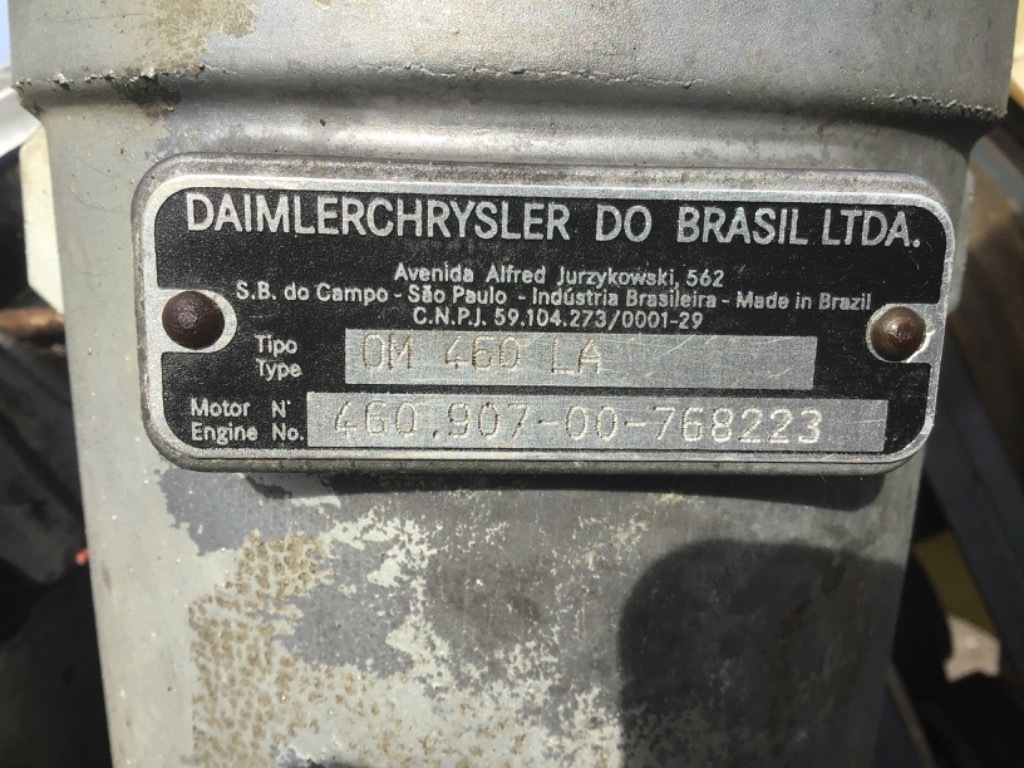 DAIMLERCHRYSLER DO BRASIL LTDA.
Avenida Alfred Jurzykowski, 562
S.B. do Campo - São Paulo - Indústria Brasileira - Made in Brazil
C.N.P.J. 59.104.273/0001-29
Tipo
Type OM 460 LA
Motor N°
Engine No. 460.907-00-768223